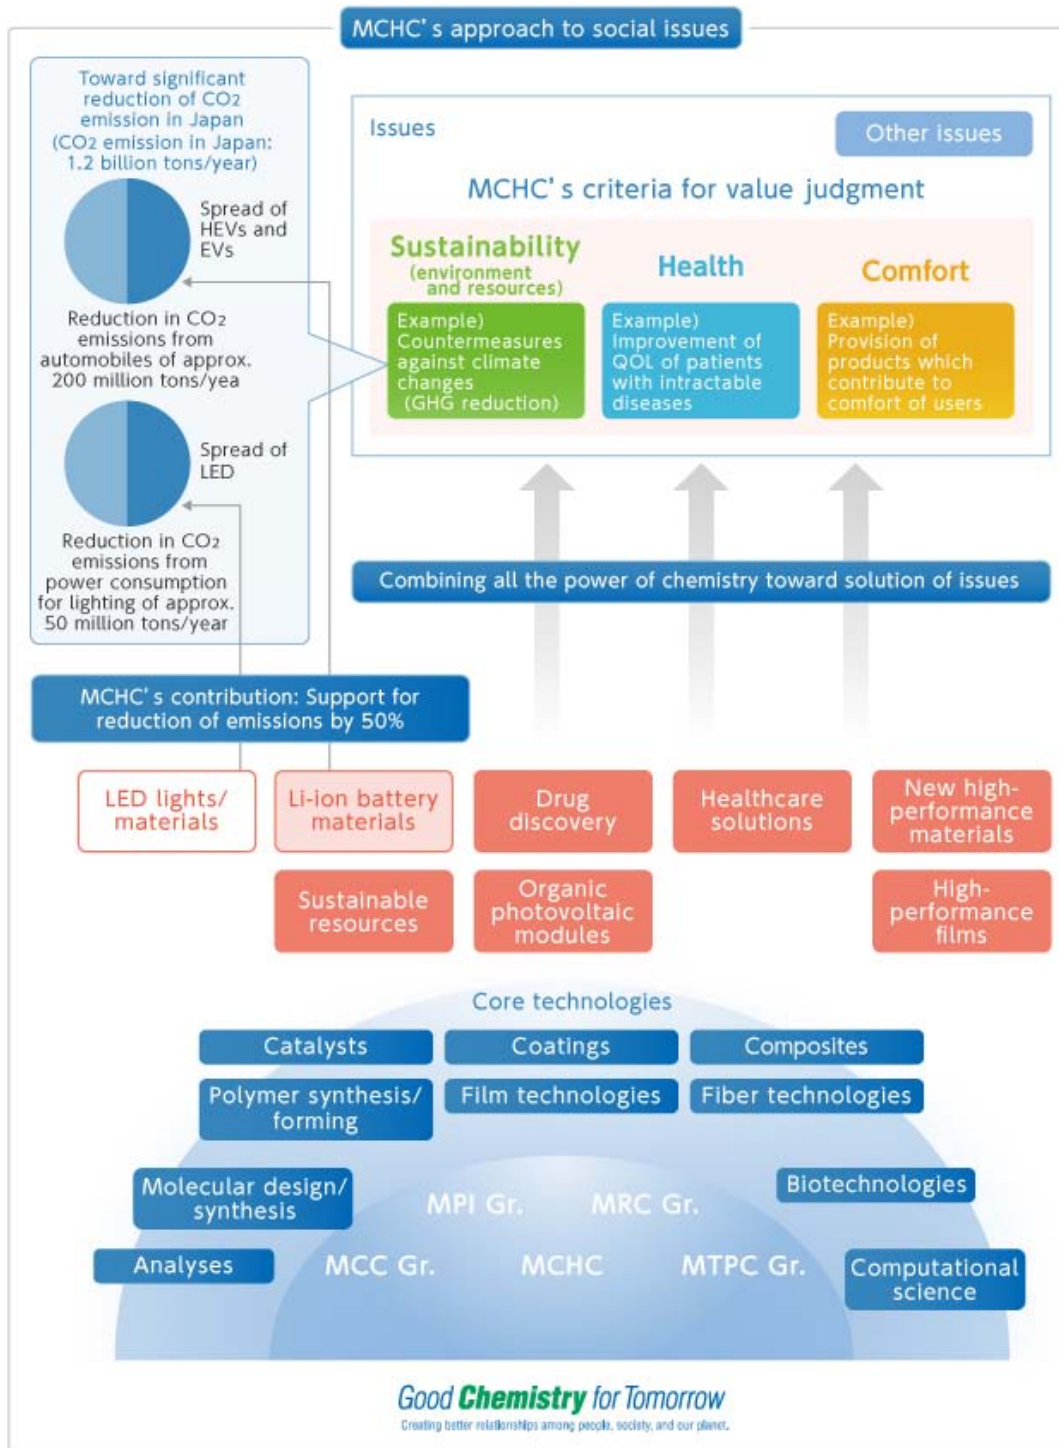 MCHC's approach to social issues
Toward significant
reduction of CO2
emission in Japan
(CO2 emission in Japan:
1.2 billion tons/year)
Spread of
HEVs and
EVs
Reduction in CO2
emissions from
automobiles of approx.
200 million tons/yea
Spread of
LED
Reduction in CO2
emissions from
power consumption
for lighting of approx.
50 million tons/year
Issues
Other issues
MCHC's criteria for value judgment
Sustainability
(environment
and resources)
Example)
Countermeasures
against climate
changes
(GHG reduction)
Health
Example)
Improvement of
QOL of patients
with intractable
diseases
Comfort
Example)
Provision of
products which
contribute to
comfort of users
Combining all the power of chemistry toward solution of issues
MCHC's contribution: Support for
reduction of emissions by 50%
LED lights/
materials
Li-ion battery
materials
Drug
discovery
Healthcare
solutions
New high-
performance
materials
Sustainable
resources
Organic
photovoltaic
modules
High-
performance
films
Core technologies
Catalysts
Coatings
Composites
Polymer synthesis/
forming
Film technologies
Fiber technologies
Molecular design/
synthesis
MPI Gr.
MRC Gr.
Biotechnologies
Analyses
MCC Gr.
MCHC
MTPC Gr.
Computational
science
Good Chemistry for Tomorrow
Creating better relationships among people, society, and our planet.